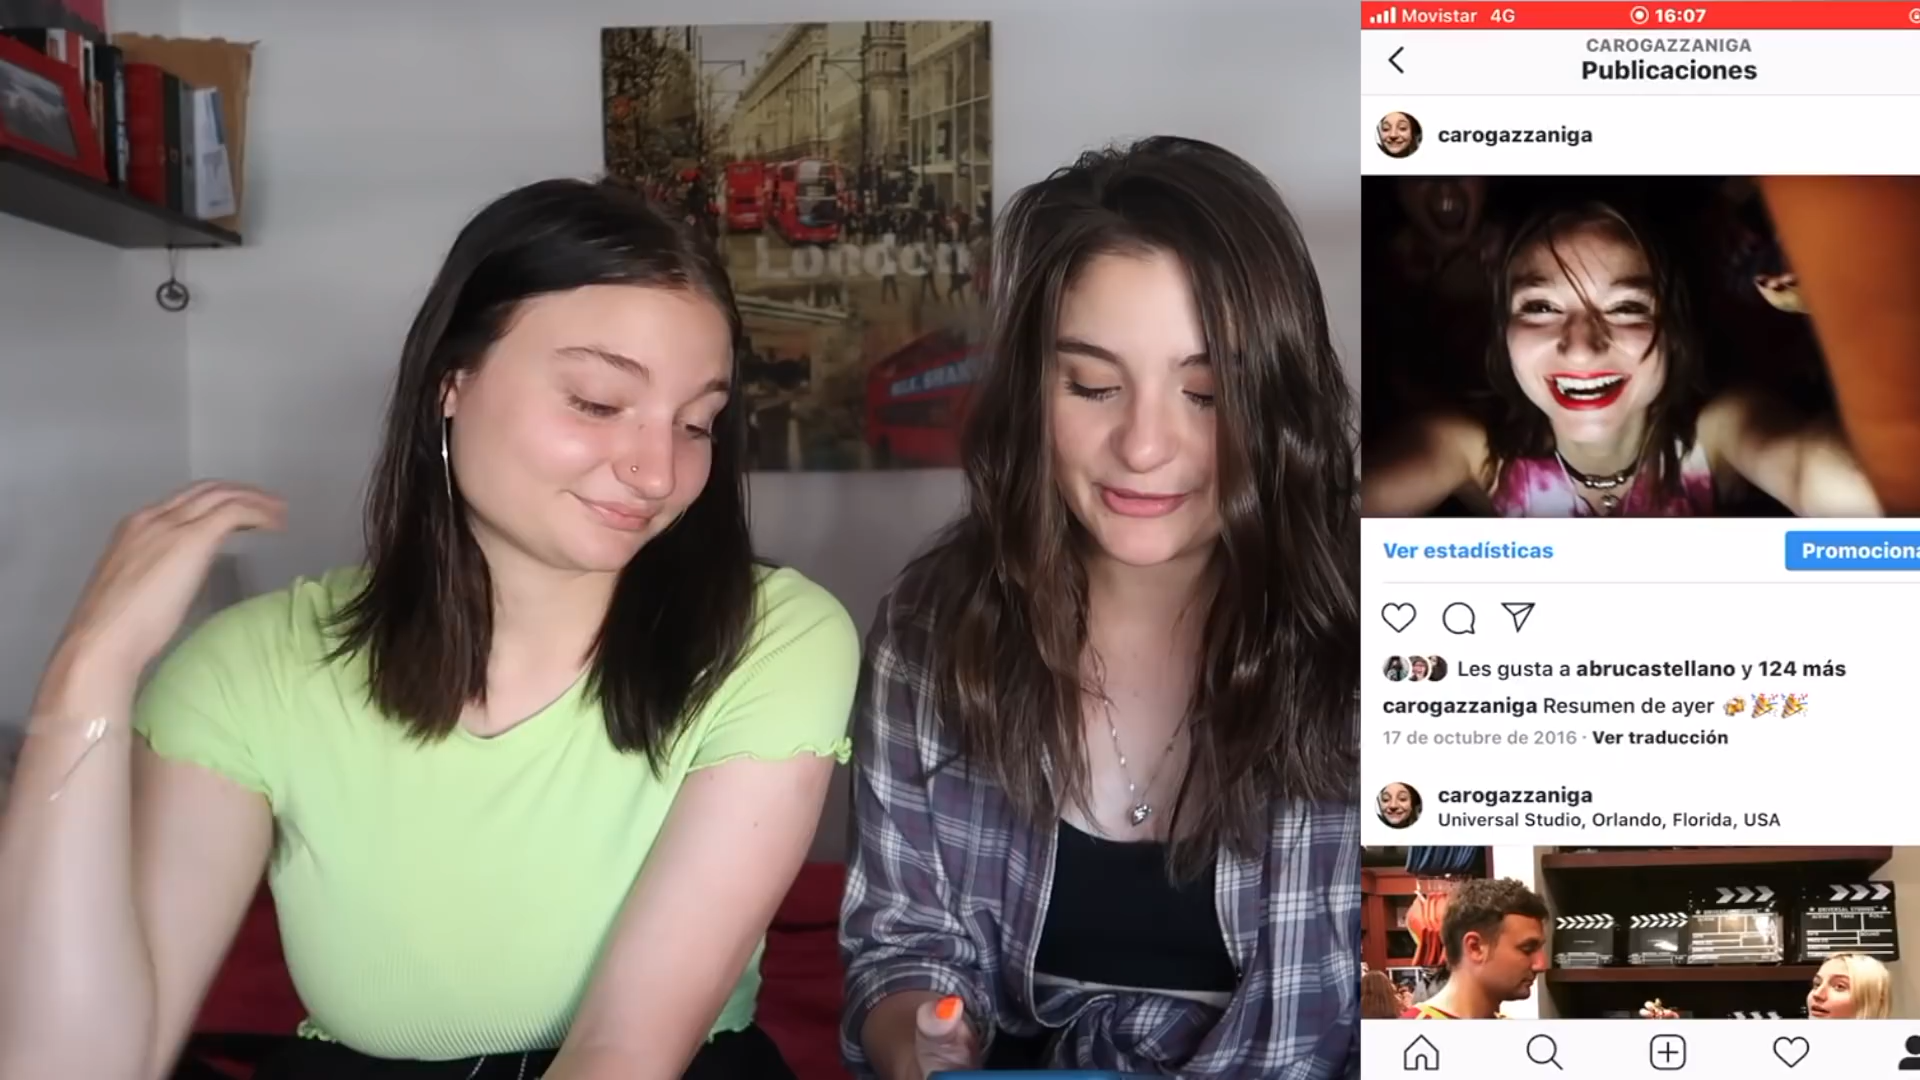 London
Movistar 4G 16:07
CAROGAZZANIGA
Publicaciones
carogazzaniga
Ver estadísticas
Promociona
Les gusta a abrucastellano y 124 más
carogazzaniga Resumen de ayer
17 de octubre de 2016 · Ver traducción
carogazzaniga
Universal Studio, Orlando, Florida, USA